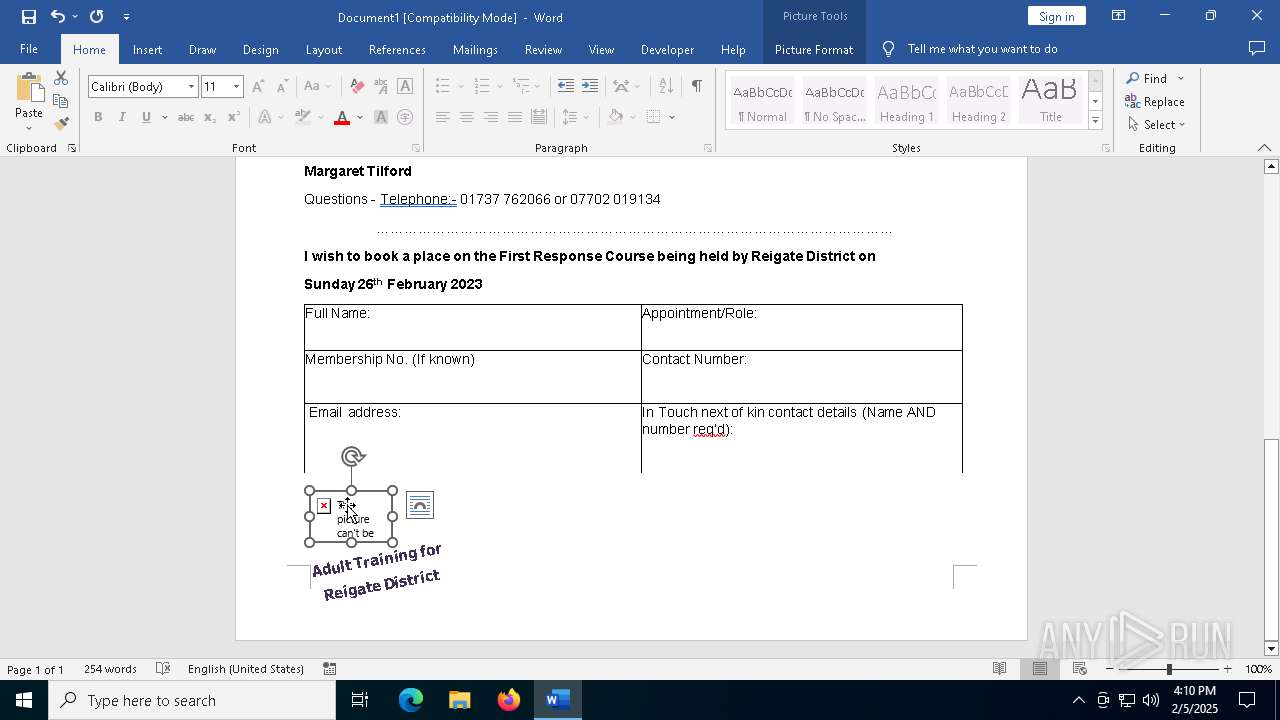 Document1 [Compatibility Mode] - Word
Picture Tools
Sign in
File
Home
Insert
Draw
Design
Layout
References
Mailings
Review
View
Developer
Help
Picture Format
Tell me what you want to do
Paste
Calibri (Body)
11
Find
Replace
Select
AaBbCcDc
¶ Normal
AaBbCcDc
¶ No Spac...
AaBbCc
Heading 1
AaBbCcD
Heading 2
AaB
Title
Clipboard
Font
Paragraph
Styles
Editing
Margaret Tilford
Questions - Telephone:- 01737 762066 or 07702 019134
I wish to book a place on the First Response Course being held by Reigate District on
Sunday 26th February 2023
Full Name:
Appointment/Role:
Membership No. (If known)
Contact Number:
Email address:
In Touch next of kin contact details (Name AND
number req'd):
picture
can't be
Adult Training for
Reigate District
ANY RUN
Page 1 of 1
254 words
English (United States)
100%
Type here to search
4:10 PM
2/5/2025